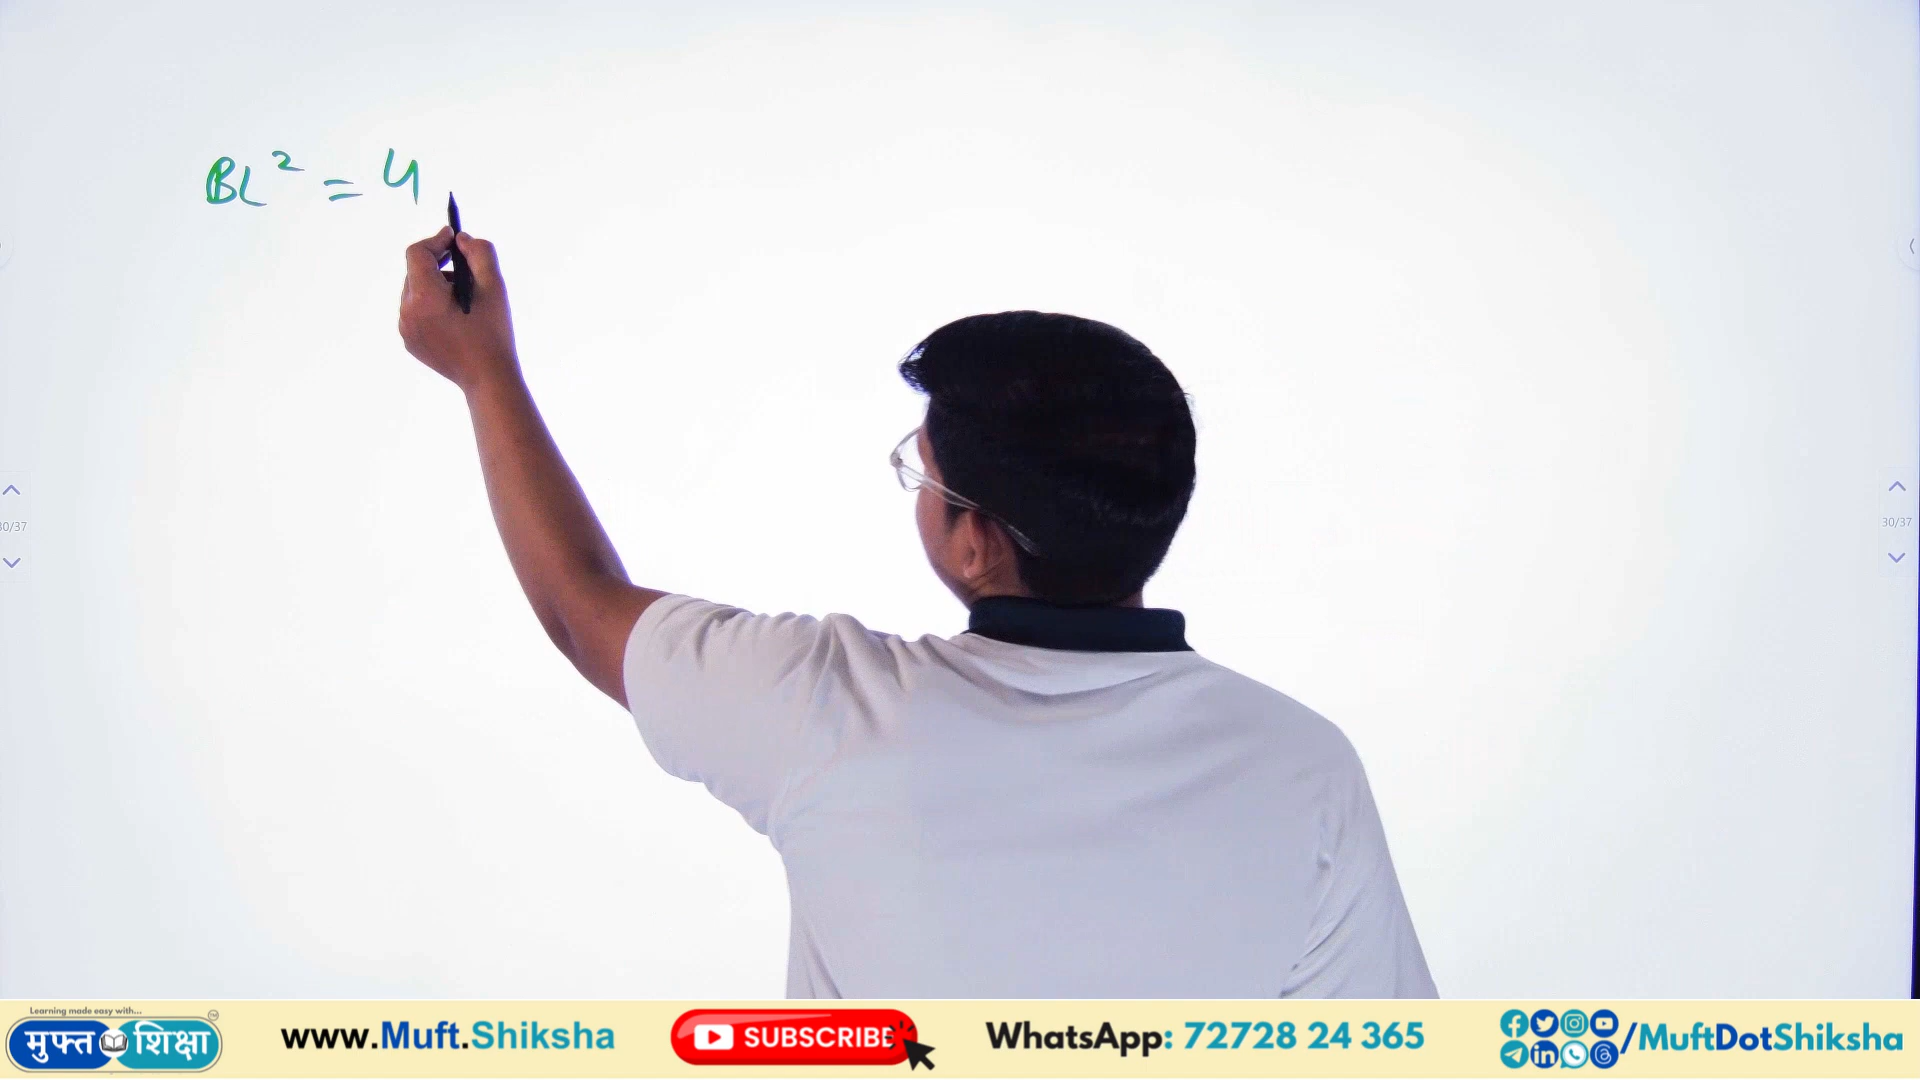 BL² = 4
30/37
30/37
Learning made easy with...
मुफ्त शिक्षा TM
www.Muft.Shiksha
SUBSCRIBE
WhatsApp: 72728 24 365
/MuftDotShiksha